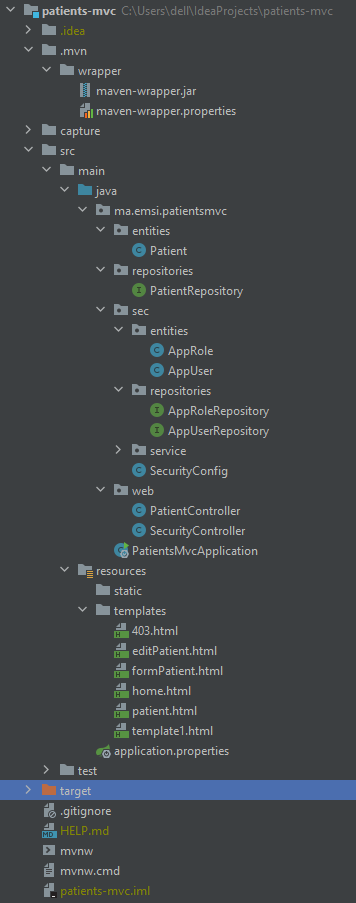 patients-mvc C:\Users\dell\IdeaProjects\patients-mvc
.idea
.mvn
wrapper
maven-wrapper.jar
maven-wrapper.properties
capture
src
main
java
ma.emsi.patientsmvc
entities
C Patient
repositories
I PatientRepository
sec
entities
C AppRole
C AppUser
repositories
I AppRoleRepository
I AppUserRepository
service
C SecurityConfig
web
C PatientController
C SecurityController
PatientsMvcApplication
resources
static
templates
H 403.html
H editPatient.html
H formPatient.html
H home.html
H patient.html
H template1.html
application.properties
test
target
.gitignore
MD HELP.md
mvnw
mvnw.cmd
patients-mvc.iml